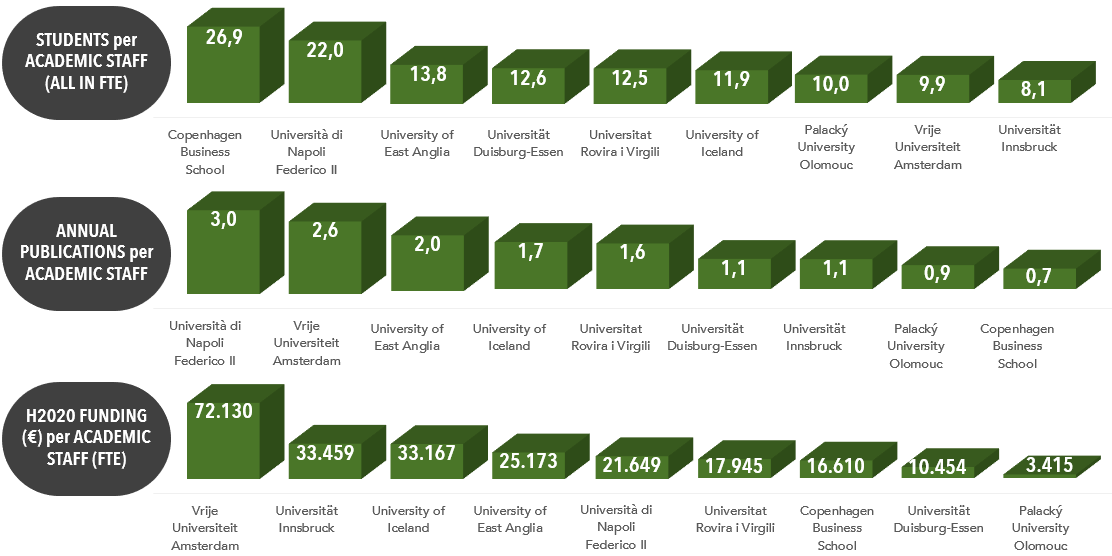 STUDENTS per
ACADEMIC STAFF
(ALL IN FTE)
26,9
22,0
13,8
12,6
12,5
11,9
10,0
9,9
8,1
Copenhagen
Business
School
Università di
Napoli
Federico II
University of
East Anglia
Universität
Duisburg-Essen
Universitat
Rovira i Virgili
University of
Iceland
Palacký
University
Olomouc
Vrije
Universiteit
Amsterdam
Universität
Innsbruck
ANNUAL
PUBLICATIONS per
ACADEMIC STAFF
3,0
2,6
2,0
1,7
1,6
1,1
1,1
0,9
0,7
Università di
Napoli
Federico II
Vrije
Universiteit
Amsterdam
University of
East Anglia
University of
Iceland
Universitat
Rovira i Virgili
Universität
Duisburg-Essen
Universität
Innsbruck
Palacký
University
Olomouc
Copenhagen
Business
School
H2020 FUNDING
(€) per ACADEMIC
STAFF (FTE)
72.130
33.459
33.167
25.173
21.649
17.945
16.610
10.454
3.415
Vrije
Universiteit
Amsterdam
Universität
Innsbruck
University of
Iceland
University of
East Anglia
Università di
Napoli
Federico II
Universitat
Rovira i Virgili
Copenhagen
Business
School
Universität
Duisburg-Essen
Palacký
University
Olomouc